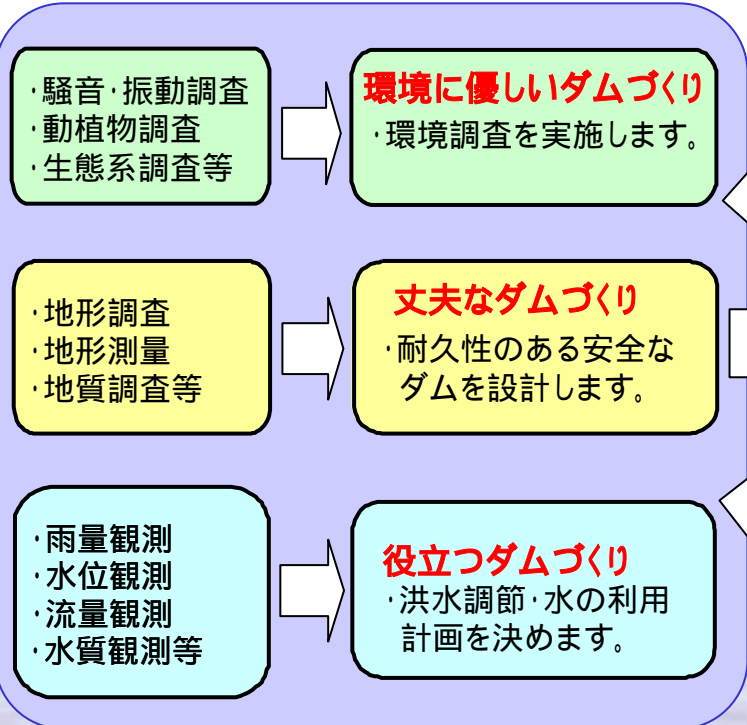 ·騒音·振動調査
·動植物調査
·生態系調査等
環境に優しいダムづくり
·環境調査を実施します。
·地形調査
·地形測量
·地質調査等
丈夫なダムづくり
·耐久性のある安全な
ダムを設計します。
·雨量観測
·水位観測
·流量観測
·水質観測等
役立つダムづくり
·洪水調節·水の利用
計画を決めます。